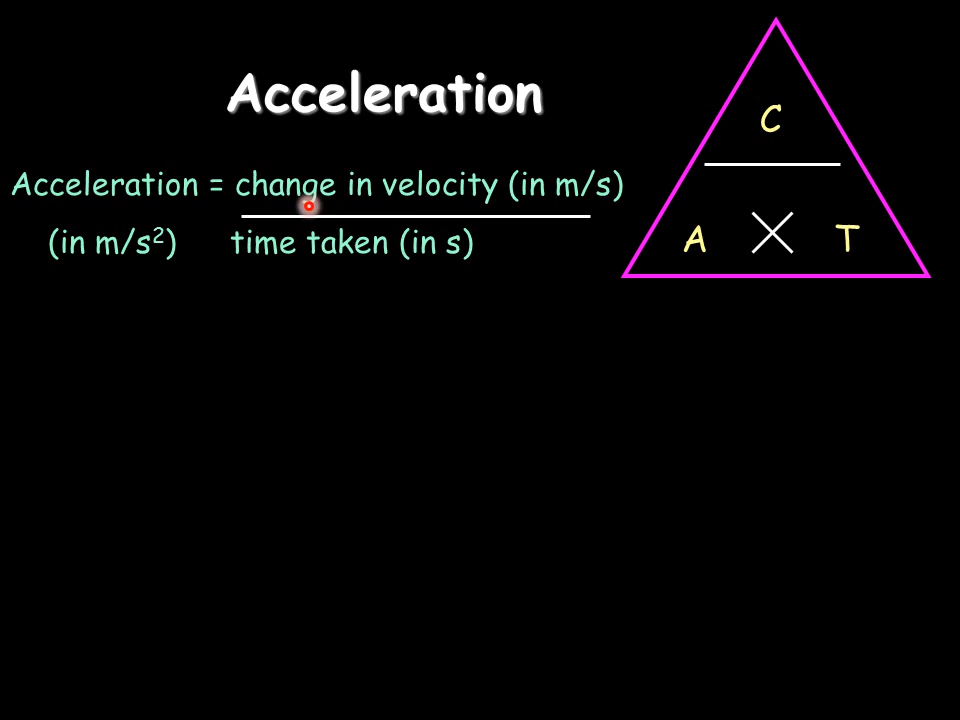 Acceleration
Acceleration = change in velocity (in m/s)
(in m/s²) time taken (in s)
C
A T